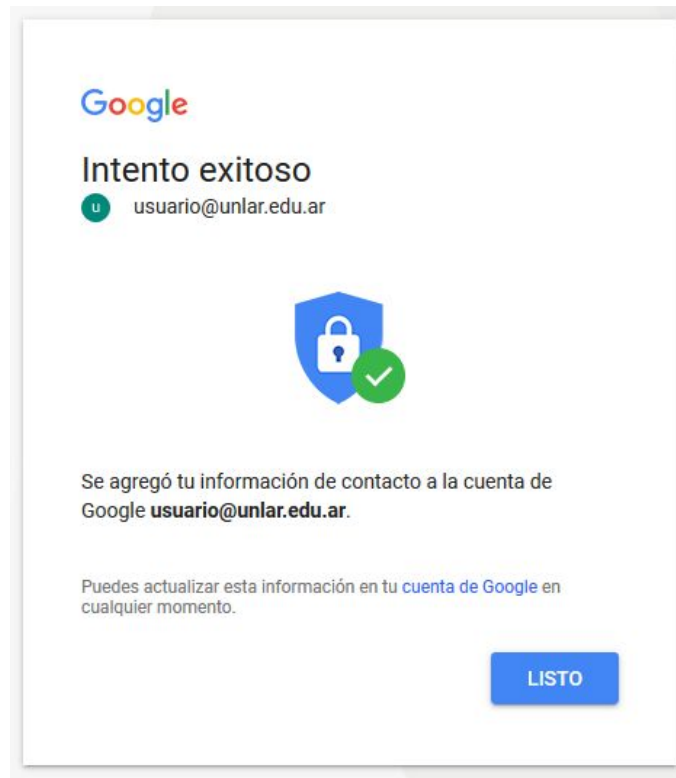 Google
Intento exitoso
u usuario@unlar.edu.ar
Se agregó tu información de contacto a la cuenta de
Google usuario@unlar.edu.ar.
Puedes actualizar esta información en tu cuenta de Google en
cualquier momento.
LISTO